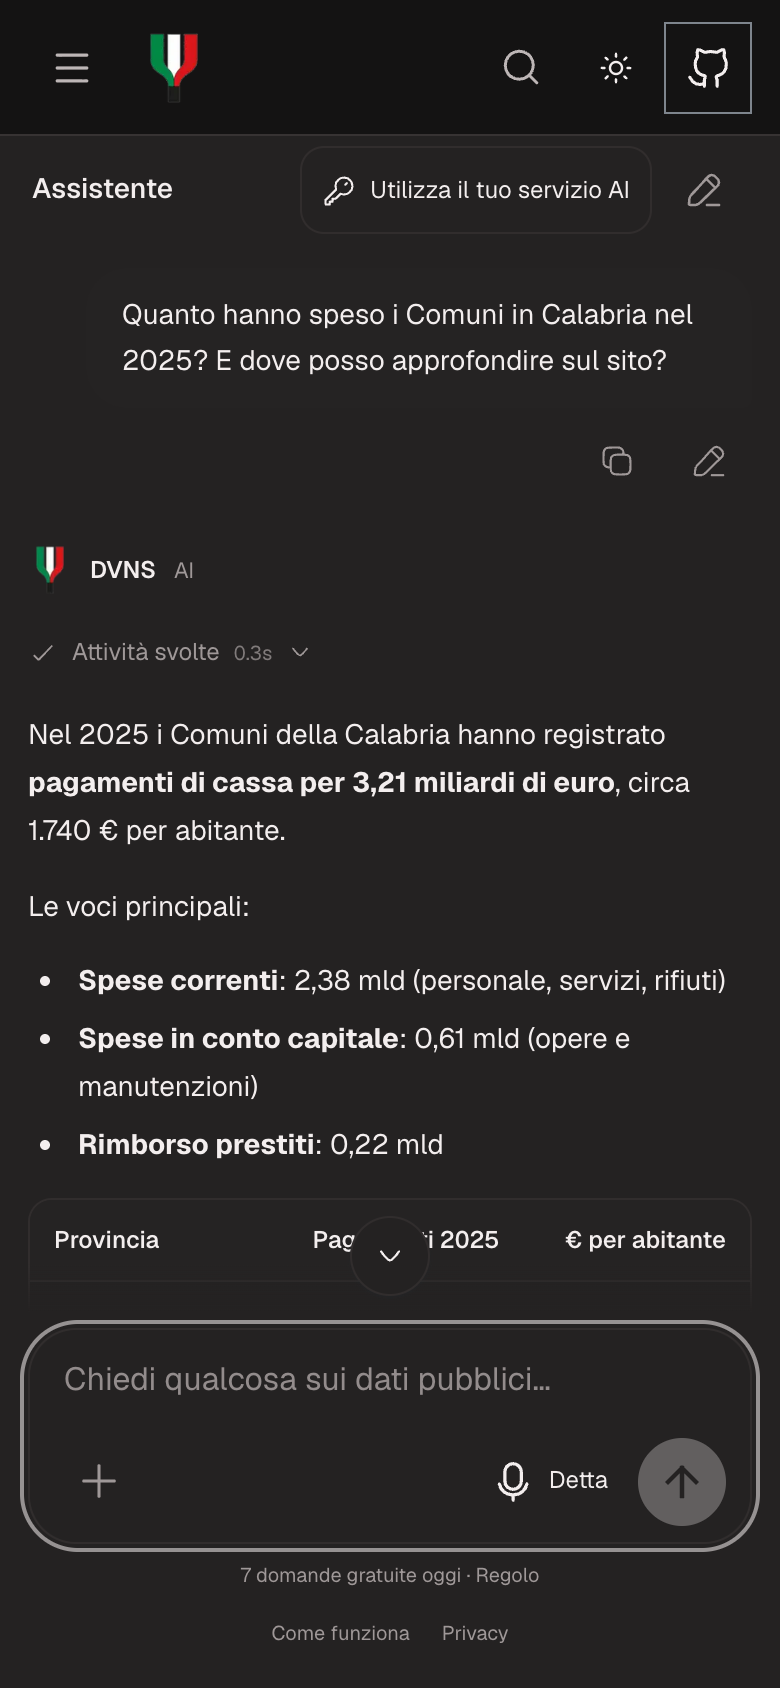 Assistente
Utilizza il tuo servizio AI
Quanto hanno speso i Comuni in Calabria nel
2025? E dove posso approfondire sul sito?
DVNS AI
Attività svolte 0.3s
Nel 2025 i Comuni della Calabria hanno registrato
pagamenti di cassa per 3,21 miliardi di euro, circa
1.740 € per abitante.
Le voci principali:
• Spese correnti: 2,38 mld (personale, servizi, rifiuti)
• Spese in conto capitale: 0,61 mld (opere e
manutenzioni)
• Rimborso prestiti: 0,22 mld
Provincia 2025 € per abitante
Chiedi qualcosa sui dati pubblici...
Detta
7 domande gratuite oggi · Regolo
Come funziona Privacy